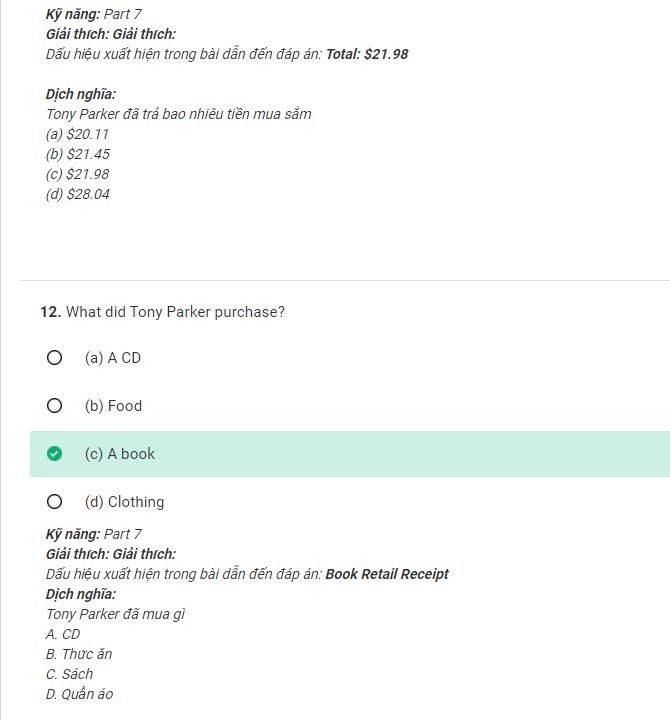 Kỹ năng: Part 7
Giải thích: Giải thích:
Dấu hiệu xuất hiện trong bài dẫn đến đáp án: Total: $21.98
Dịch nghĩa:
Tony Parker đã trả bao nhiêu tiền mua sắm
(a) $20.11
(b) $21.45
(c) $21.98
(d) $28.04
12. What did Tony Parker purchase?
(a) A CD
(b) Food
(c) A book
(d) Clothing
Kỹ năng: Part 7
Giải thích: Giải thích:
Dấu hiệu xuất hiện trong bài dẫn đến đáp án: Book Retail Receipt
Dịch nghĩa:
Tony Parker đã mua gì
A. CD
B. Thức ăn
C. Sách
D. Quần áo